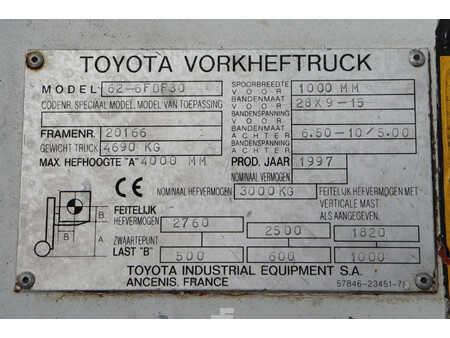 TOYOTA VORKHEFTRUCK
MODEL 62-6FDF30
CODENR. SPECIAAL MODEL, MODEL VAN TOEPASSING
FRAMENR. 20166
GEWICHT TRUCK 4690 KG
MAX. HEFHOOGTE "A" 4000 MM
SPOORBREEDTE VOOR 1000 MM
BANDENMAAT VOOR 28X9-15
BANDENSPANNING VOOR
BANDENMAAT ACHTER 6.50-10/5.00
BANDENSPANNING ACHTER
PROD. JAAR 1997
NOMINAAL VERMOGEN
CE
NOMINAAL HEFVERMOGEN 3000 KG
FEITELIJK HEFVERMOGEN MET VERTICALE MAST ALS AANGEGEVEN.
B
B
A
FEITELIJK HEFVERMOGEN 2760 2500 1820
ZWAARTEPUNT LAST "B" 500 600 1000
TOYOTA INDUSTRIAL EQUIPMENT S.A.
ANCENIS, FRANCE
57846-23451-71